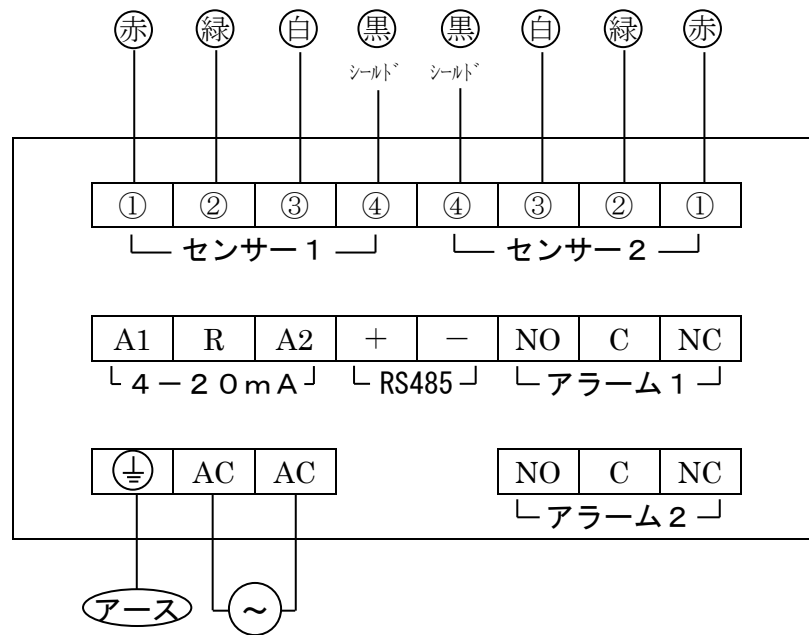 赤 緑 白 黒 黒 白 緑 赤
シールド シールド
① ② ③ ④ ④ ③ ② ①
センサー1 センサー2
A1 R A2 + − NO C NC
4−20mA RS485 アラーム1
AC AC NO C NC
アラーム2
アース ~